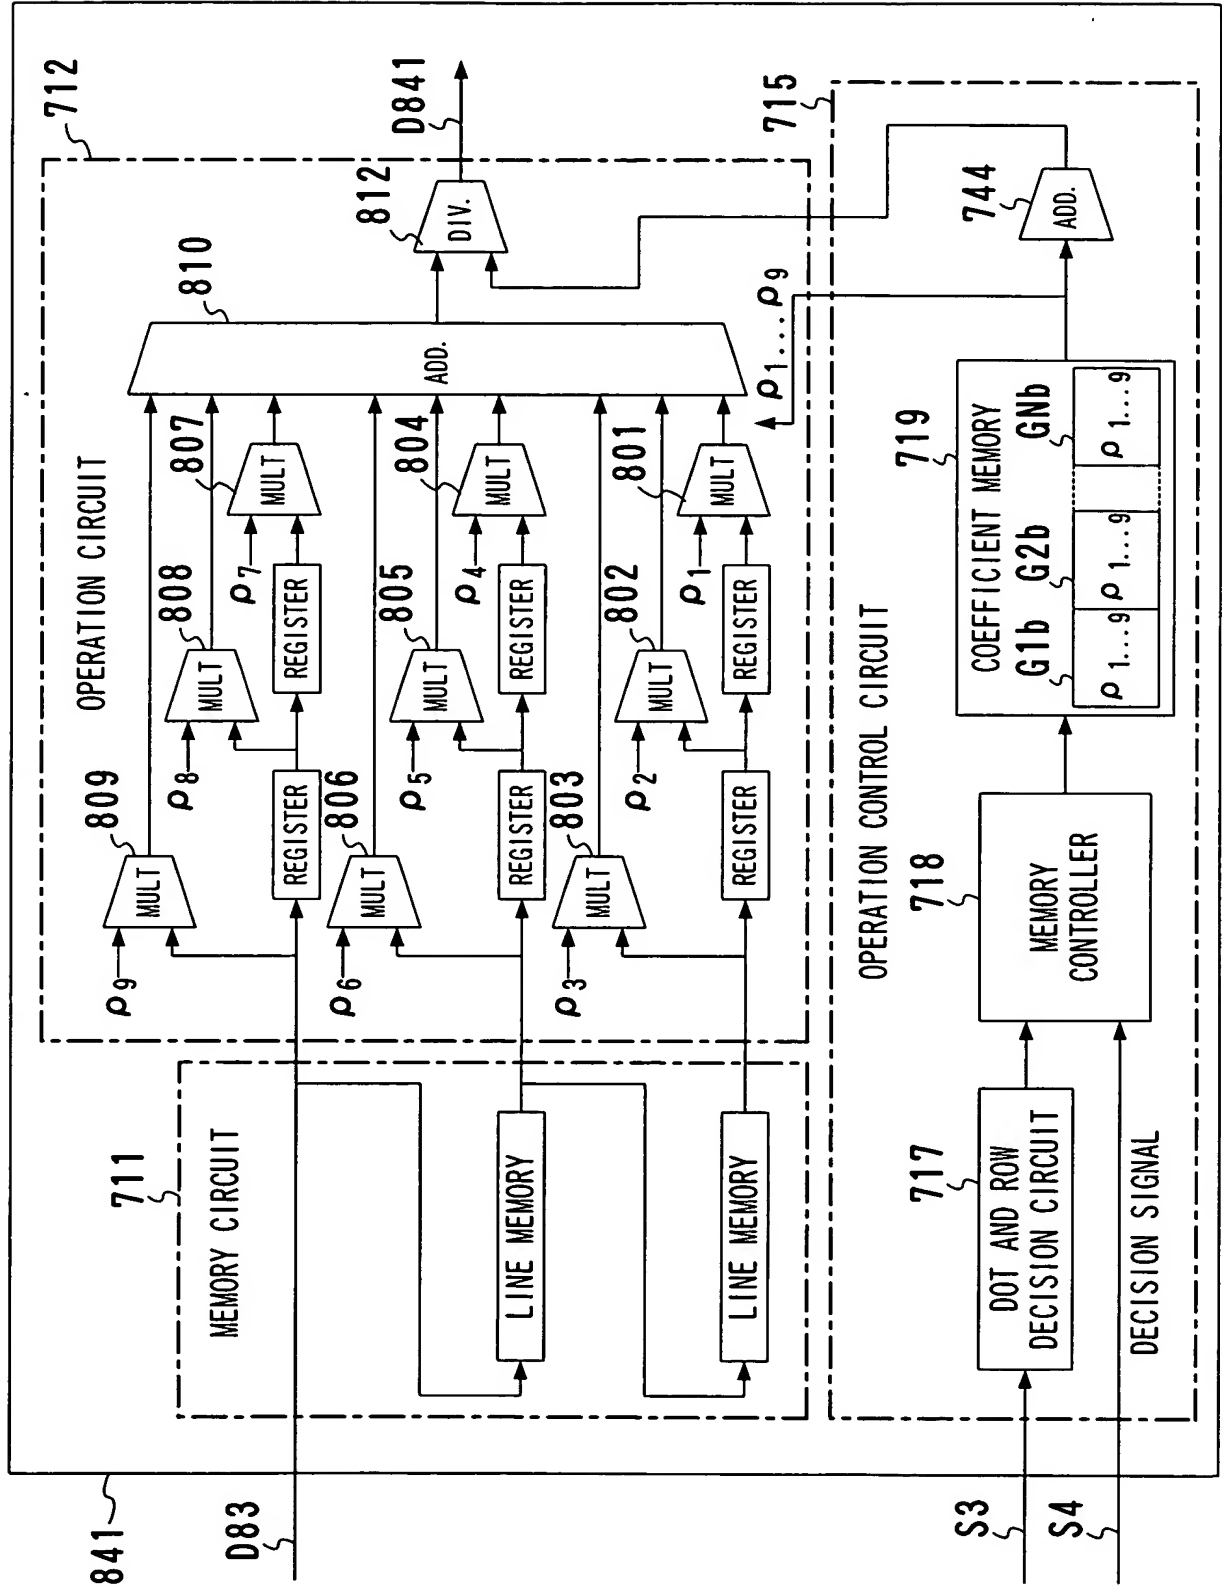 841
D83
S3
S4
711
MEMORY CIRCUIT
LINE MEMORY
LINE MEMORY
712
OPERATION CIRCUIT
809
ρ9
MULT
808
ρ8
MULT
807
ρ7
MULT
REGISTER
REGISTER
806
ρ6
MULT
805
ρ5
MULT
804
ρ4
MULT
REGISTER
REGISTER
803
ρ3
MULT
802
ρ2
MULT
801
ρ1
MULT
REGISTER
REGISTER
810
ADD.
812
DIV.
D841
ρ1...ρ9
715
OPERATION CONTROL CIRCUIT
717
DOT AND ROW
DECISION CIRCUIT
DECISION SIGNAL
718
MEMORY
CONTROLLER
719
COEFFICIENT MEMORY
G1b G2b GNb
ρ1...9 ρ1...9 ρ1...9
744
ADD.